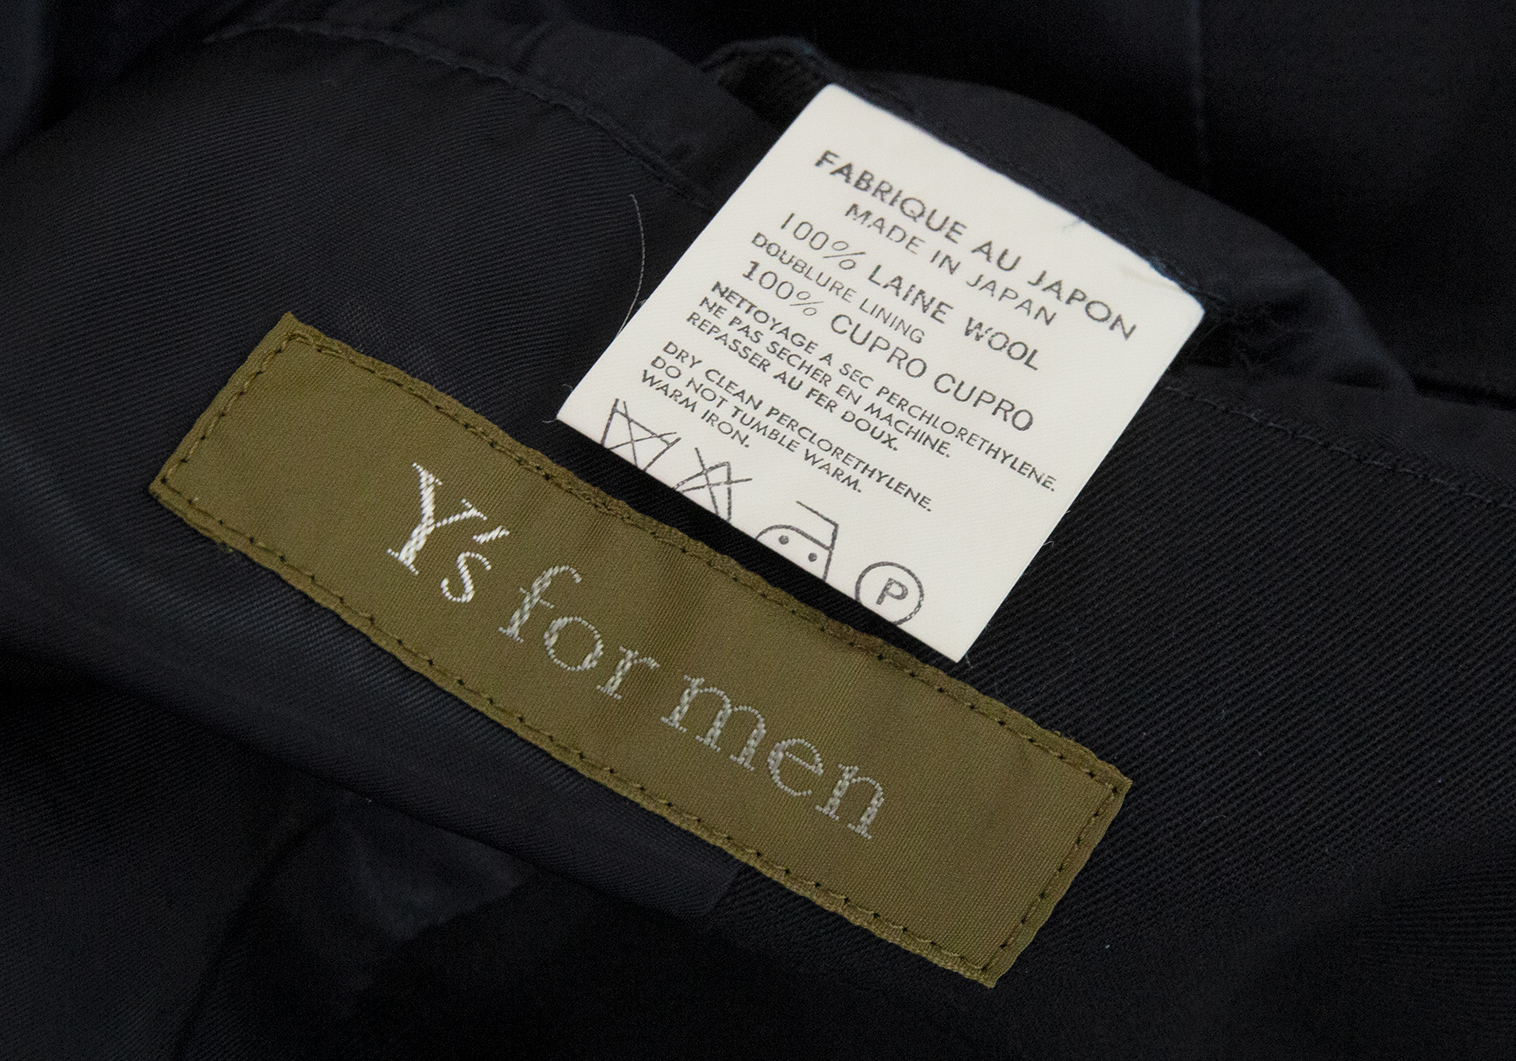 FABRIQUE AU JAPON
MADE IN JAPAN
100% LAINE WOOL
DOUBLURE LINING
100% CUPRO CUPRO
NETTOYAGE A SEC PERCHLORETHYLENE.
NE PAS SECHER EN MACHINE.
REPASSER AU FER DOUX.
DRY CLEAN PERCLORETHYLENE.
DO NOT TUMBLE WARM.
WARM IRON.
P
Y's for men